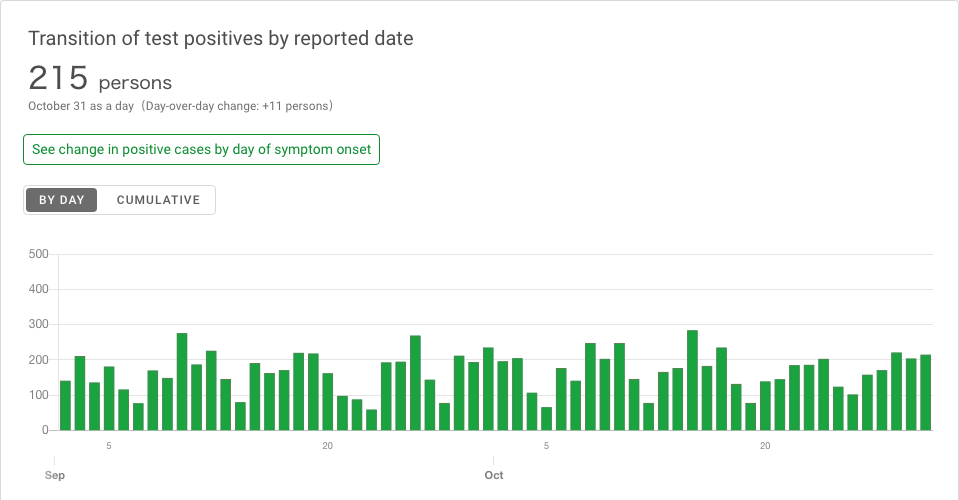 Transition of test positives by reported date
215 persons
October 31 as a day（Day-over-day change: +11 persons）
See change in positive cases by day of symptom onset
BY DAY CUMULATIVE
500
400
300
200
100
0
5 20 5 20
Sep Oct